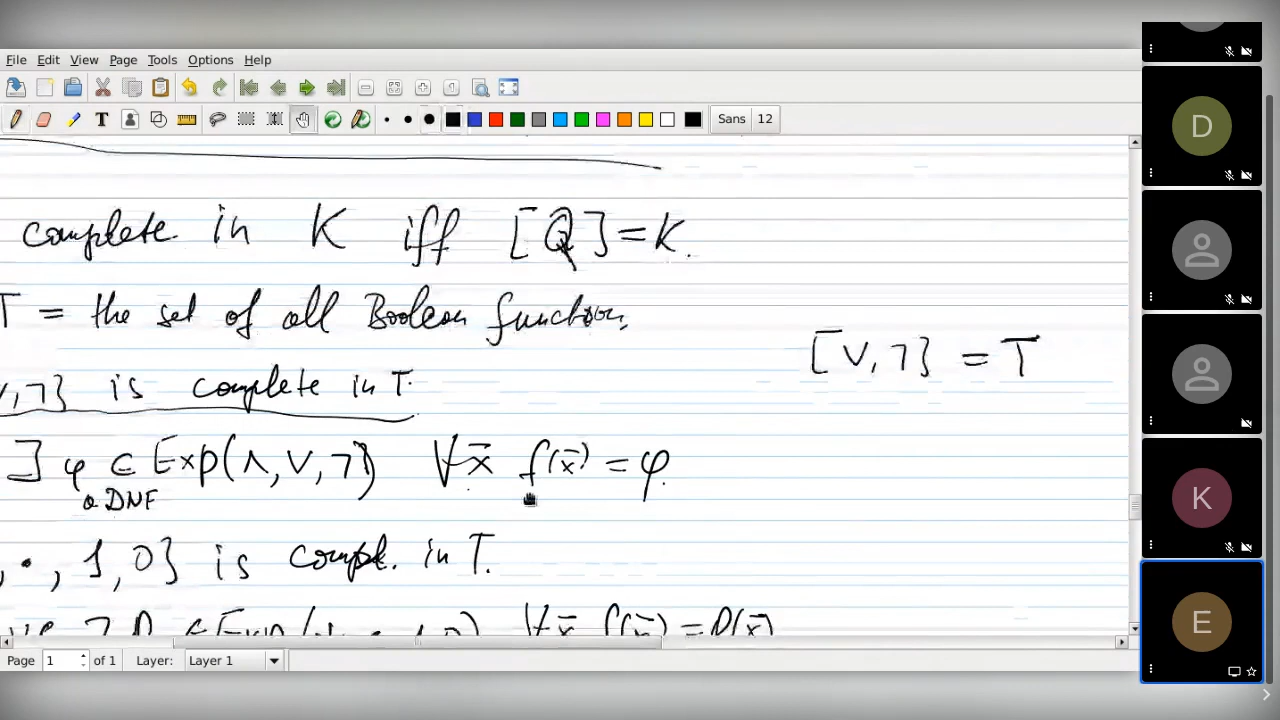 File Edit View Page Tools Options Help
Sans 12
complete in K iff [Q]=K.
T = the set of all Boolean functions.
[∨,¬] = T
∨,¬} is complete in T.
∃ φ ∈ Exp(∧,∨,¬) ∀x̄ f(x̄) = φ.
a DNF
, •, 1, 0} is compl. in T.
∀x̄ f(x̄) = P(x̄)
Page 1 of 1 Layer: Layer 1
D
K
E